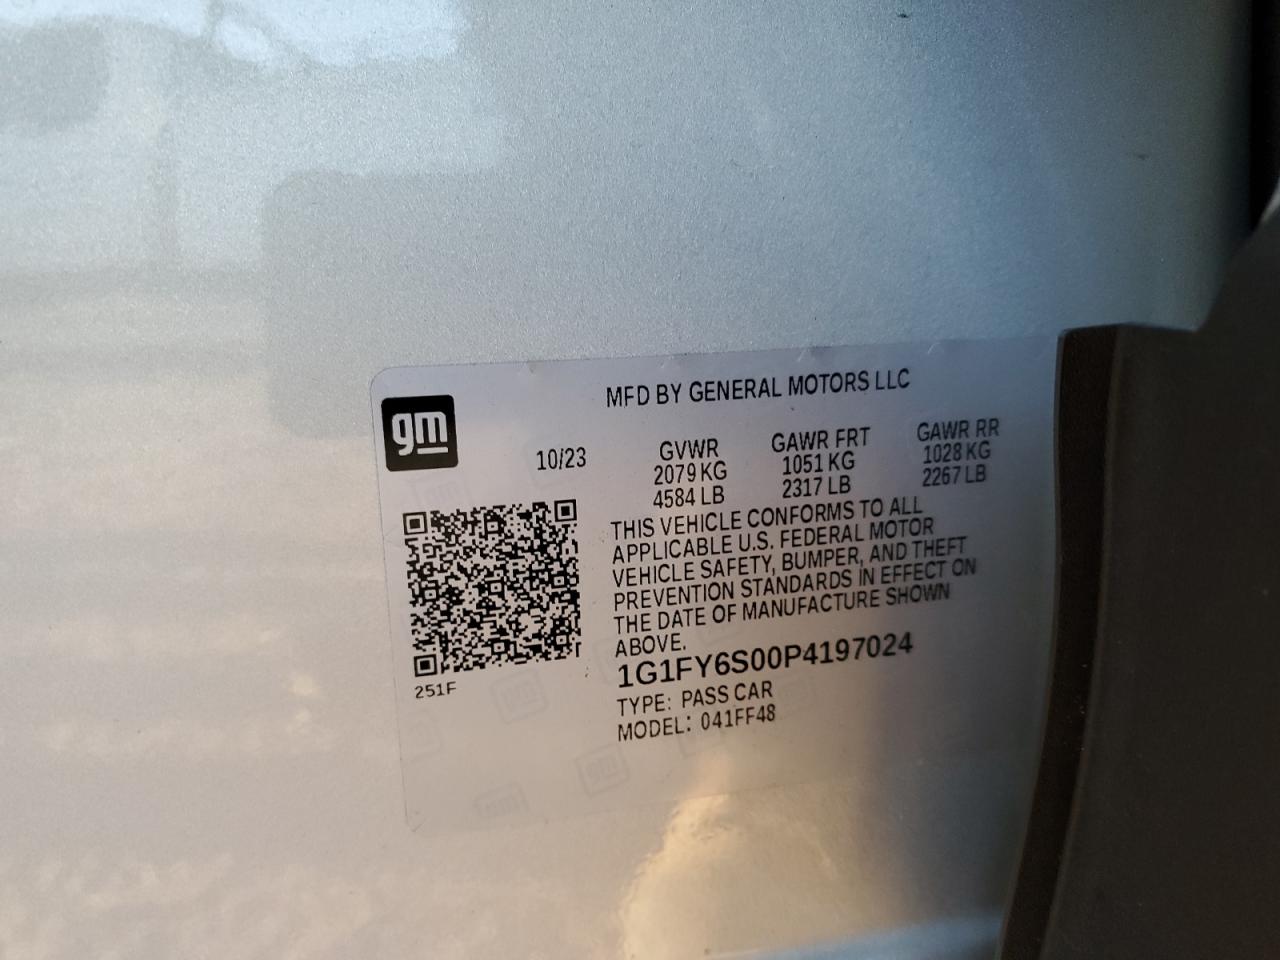 MFD BY GENERAL MOTORS LLC
gm
10/23
GVWR
2079 KG
4584 LB
GAWR FRT
1051 KG
2317 LB
GAWR RR
1028 KG
2267 LB
THIS VEHICLE CONFORMS TO ALL
APPLICABLE U.S. FEDERAL MOTOR
VEHICLE SAFETY, BUMPER, AND THEFT
PREVENTION STANDARDS IN EFFECT ON
THE DATE OF MANUFACTURE SHOWN
ABOVE.
1G1FY6S00P4197024
TYPE: PASS CAR
MODEL: 041FF48
251F
gm
gm